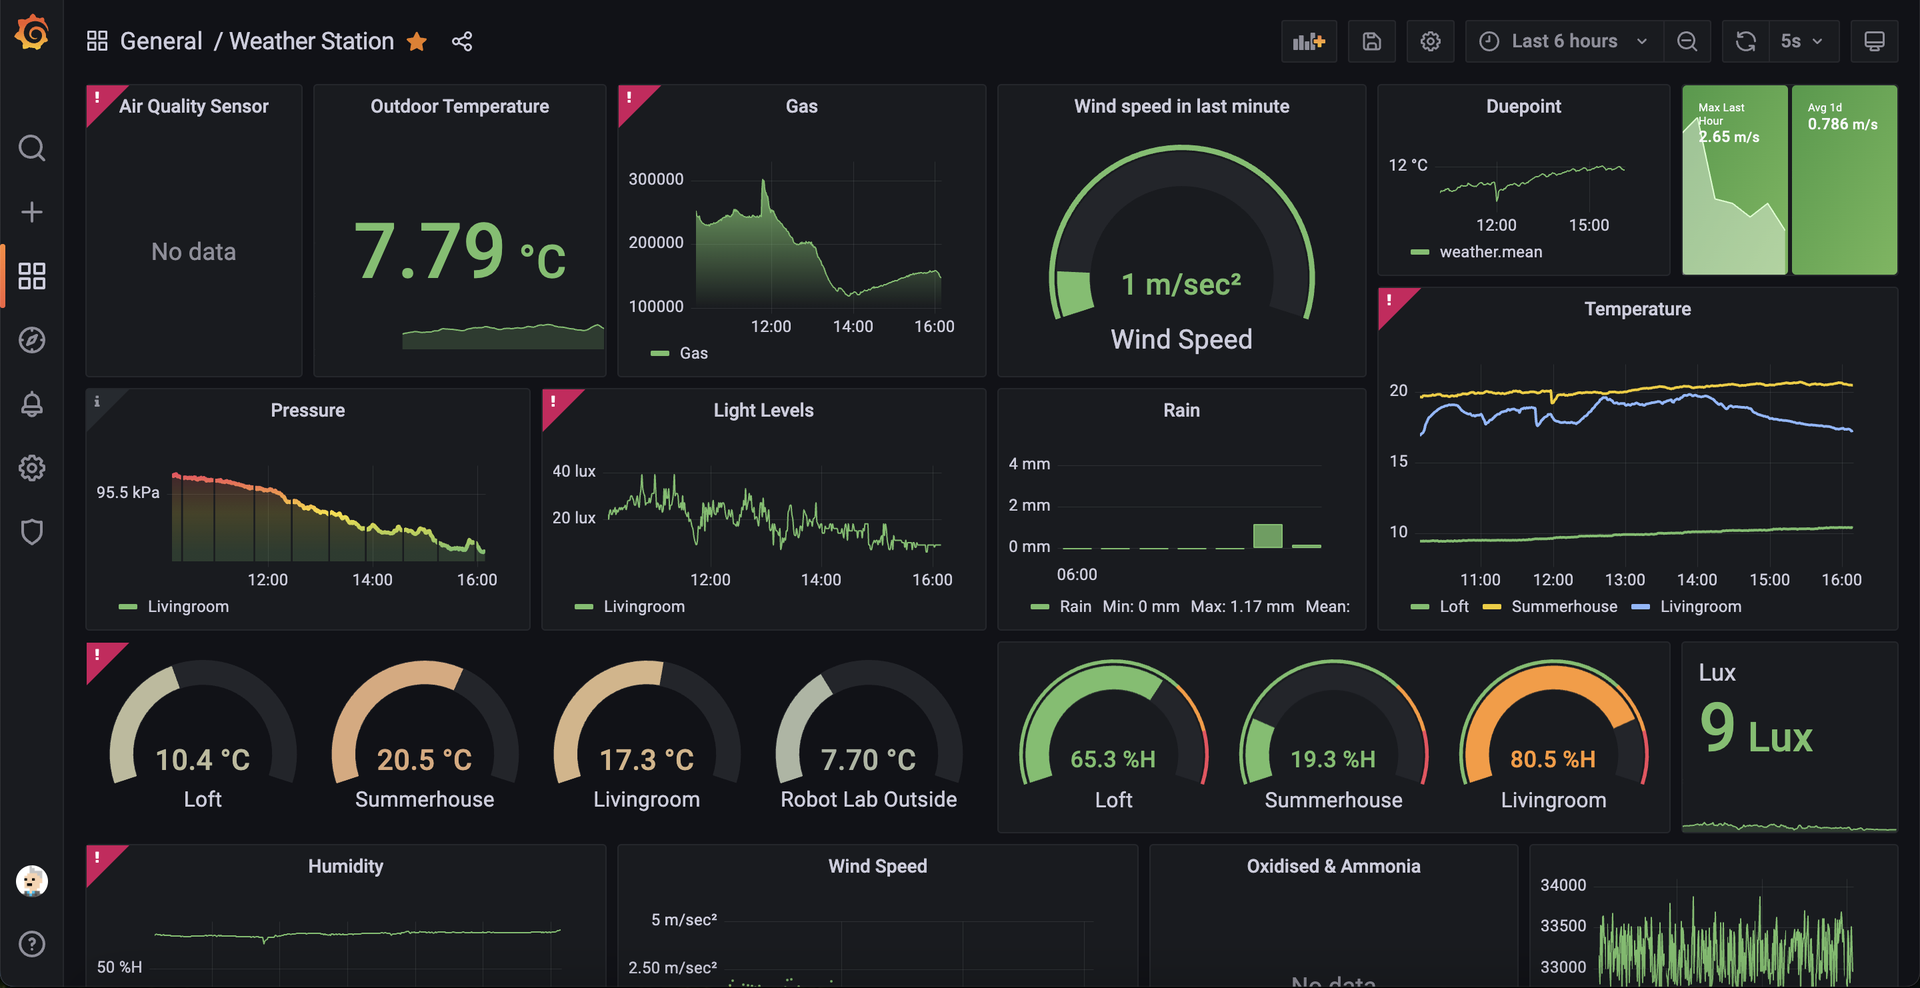 General / Weather Station
Last 6 hours
5s
!
Air Quality Sensor
No data
Outdoor Temperature
7.79 °C
!
Gas
300000
200000
100000
12:00 14:00 16:00
Gas
Wind speed in last minute
1 m/sec²
Wind Speed
Duepoint
12 °C
12:00 15:00
weather.mean
Max Last
Hour
2.65 m/s
Avg 1d
0.786 m/s
i
Pressure
95.5 kPa
12:00 14:00 16:00
Livingroom
!
Light Levels
40 lux
20 lux
12:00 14:00 16:00
Livingroom
Rain
4 mm
2 mm
0 mm
06:00
Rain Min: 0 mm Max: 1.17 mm Mean:
!
Temperature
20
15
10
11:00 12:00 13:00 14:00 15:00 16:00
Loft Summerhouse Livingroom
!
10.4 °C 20.5 °C 17.3 °C 7.70 °C
Loft Summerhouse Livingroom Robot Lab Outside
65.3 %H 19.3 %H 80.5 %H
Loft Summerhouse Livingroom
Lux
9 Lux
!
Humidity
50 %H
Wind Speed
5 m/sec²
2.50 m/sec²
Oxidised & Ammonia
No data
34000
33500
33000
?